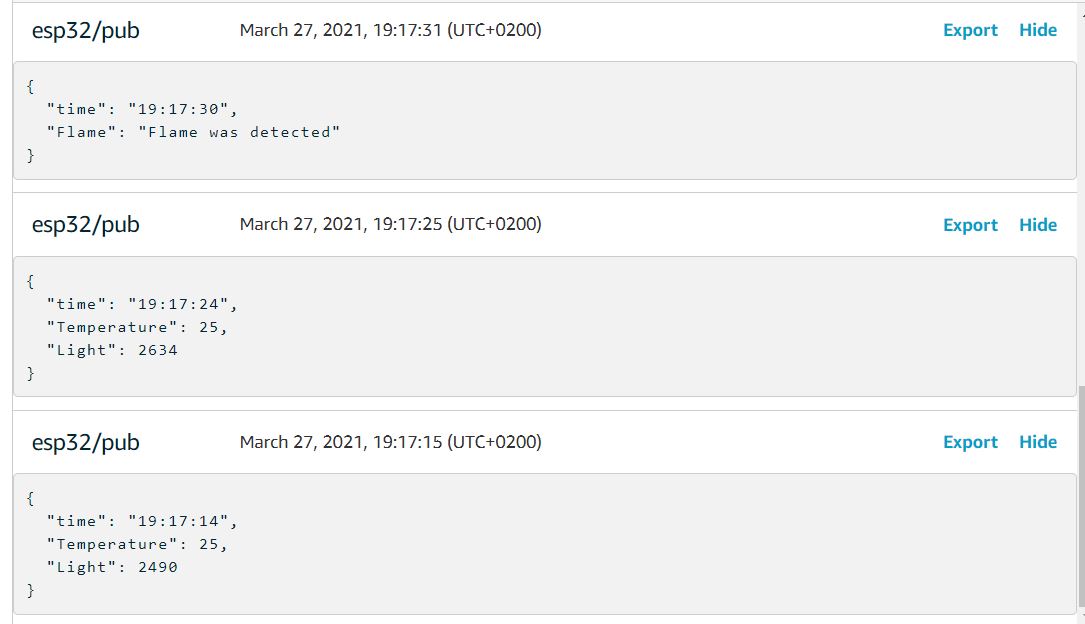 esp32/pub March 27, 2021, 19:17:31 (UTC+0200) Export Hide
{
"time": "19:17:30",
"Flame": "Flame was detected"
}
esp32/pub March 27, 2021, 19:17:25 (UTC+0200) Export Hide
{
"time": "19:17:24",
"Temperature": 25,
"Light": 2634
}
esp32/pub March 27, 2021, 19:17:15 (UTC+0200) Export Hide
{
"time": "19:17:14",
"Temperature": 25,
"Light": 2490
}